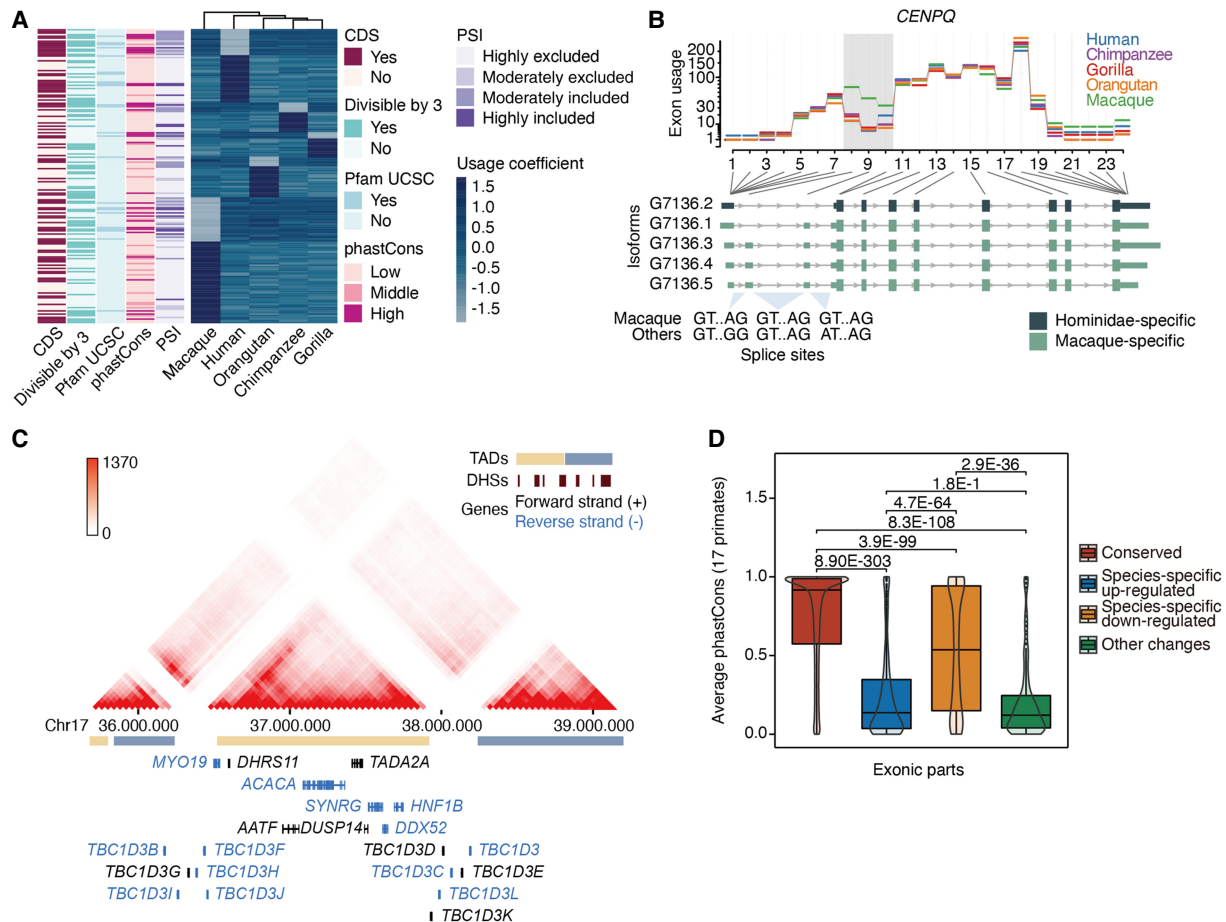 A
CDS
Yes
No
Divisible by 3
Yes
No
Pfam UCSC
Yes
No
phastCons
Low
Middle
High
PSI
Highly excluded
Moderately excluded
Moderately included
Highly included
Usage coefficient
1.5
1.0
0.5
0.0
-0.5
-1.0
-1.5
CDS
Divisible by 3
Pfam UCSC
phastCons
PSI
Macaque
Human
Orangutan
Chimpanzee
Gorilla
B
CENPQ
Exon usage
200
150
100
30
10
1
Human
Chimpanzee
Gorilla
Orangutan
Macaque
1 3 5 7 9 11 13 15 17 19 21 23
Isoforms
G7136.2
G7136.1
G7136.3
G7136.4
G7136.5
Macaque GT..AG GT..AG GT..AG
Others GT..GG GT..AG AT..AG
Splice sites
Hominidae-specific
Macaque-specific
C
1370
0
TADs
DHSs
Genes
Forward strand (+)
Reverse strand (-)
Chr17 36.000.000 37.000.000 38.000.000 39.000.000
MYO19 DHRS11 TADA2A
ACACA
SYNRG HNF1B
AATF DUSP14 DDX52
TBC1D3B TBC1D3F TBC1D3D TBC1D3
TBC1D3G TBC1D3H TBC1D3C TBC1D3E
TBC1D3I TBC1D3J TBC1D3L
TBC1D3K
D
Average phastCons (17 primates)
1.5
1.0
0.5
0.0
2.9E-36
1.8E-1
4.7E-64
8.3E-108
3.9E-99
8.90E-303
Exonic parts
Conserved
Species-specific
up-regulated
Species-specific
down-regulated
Other changes